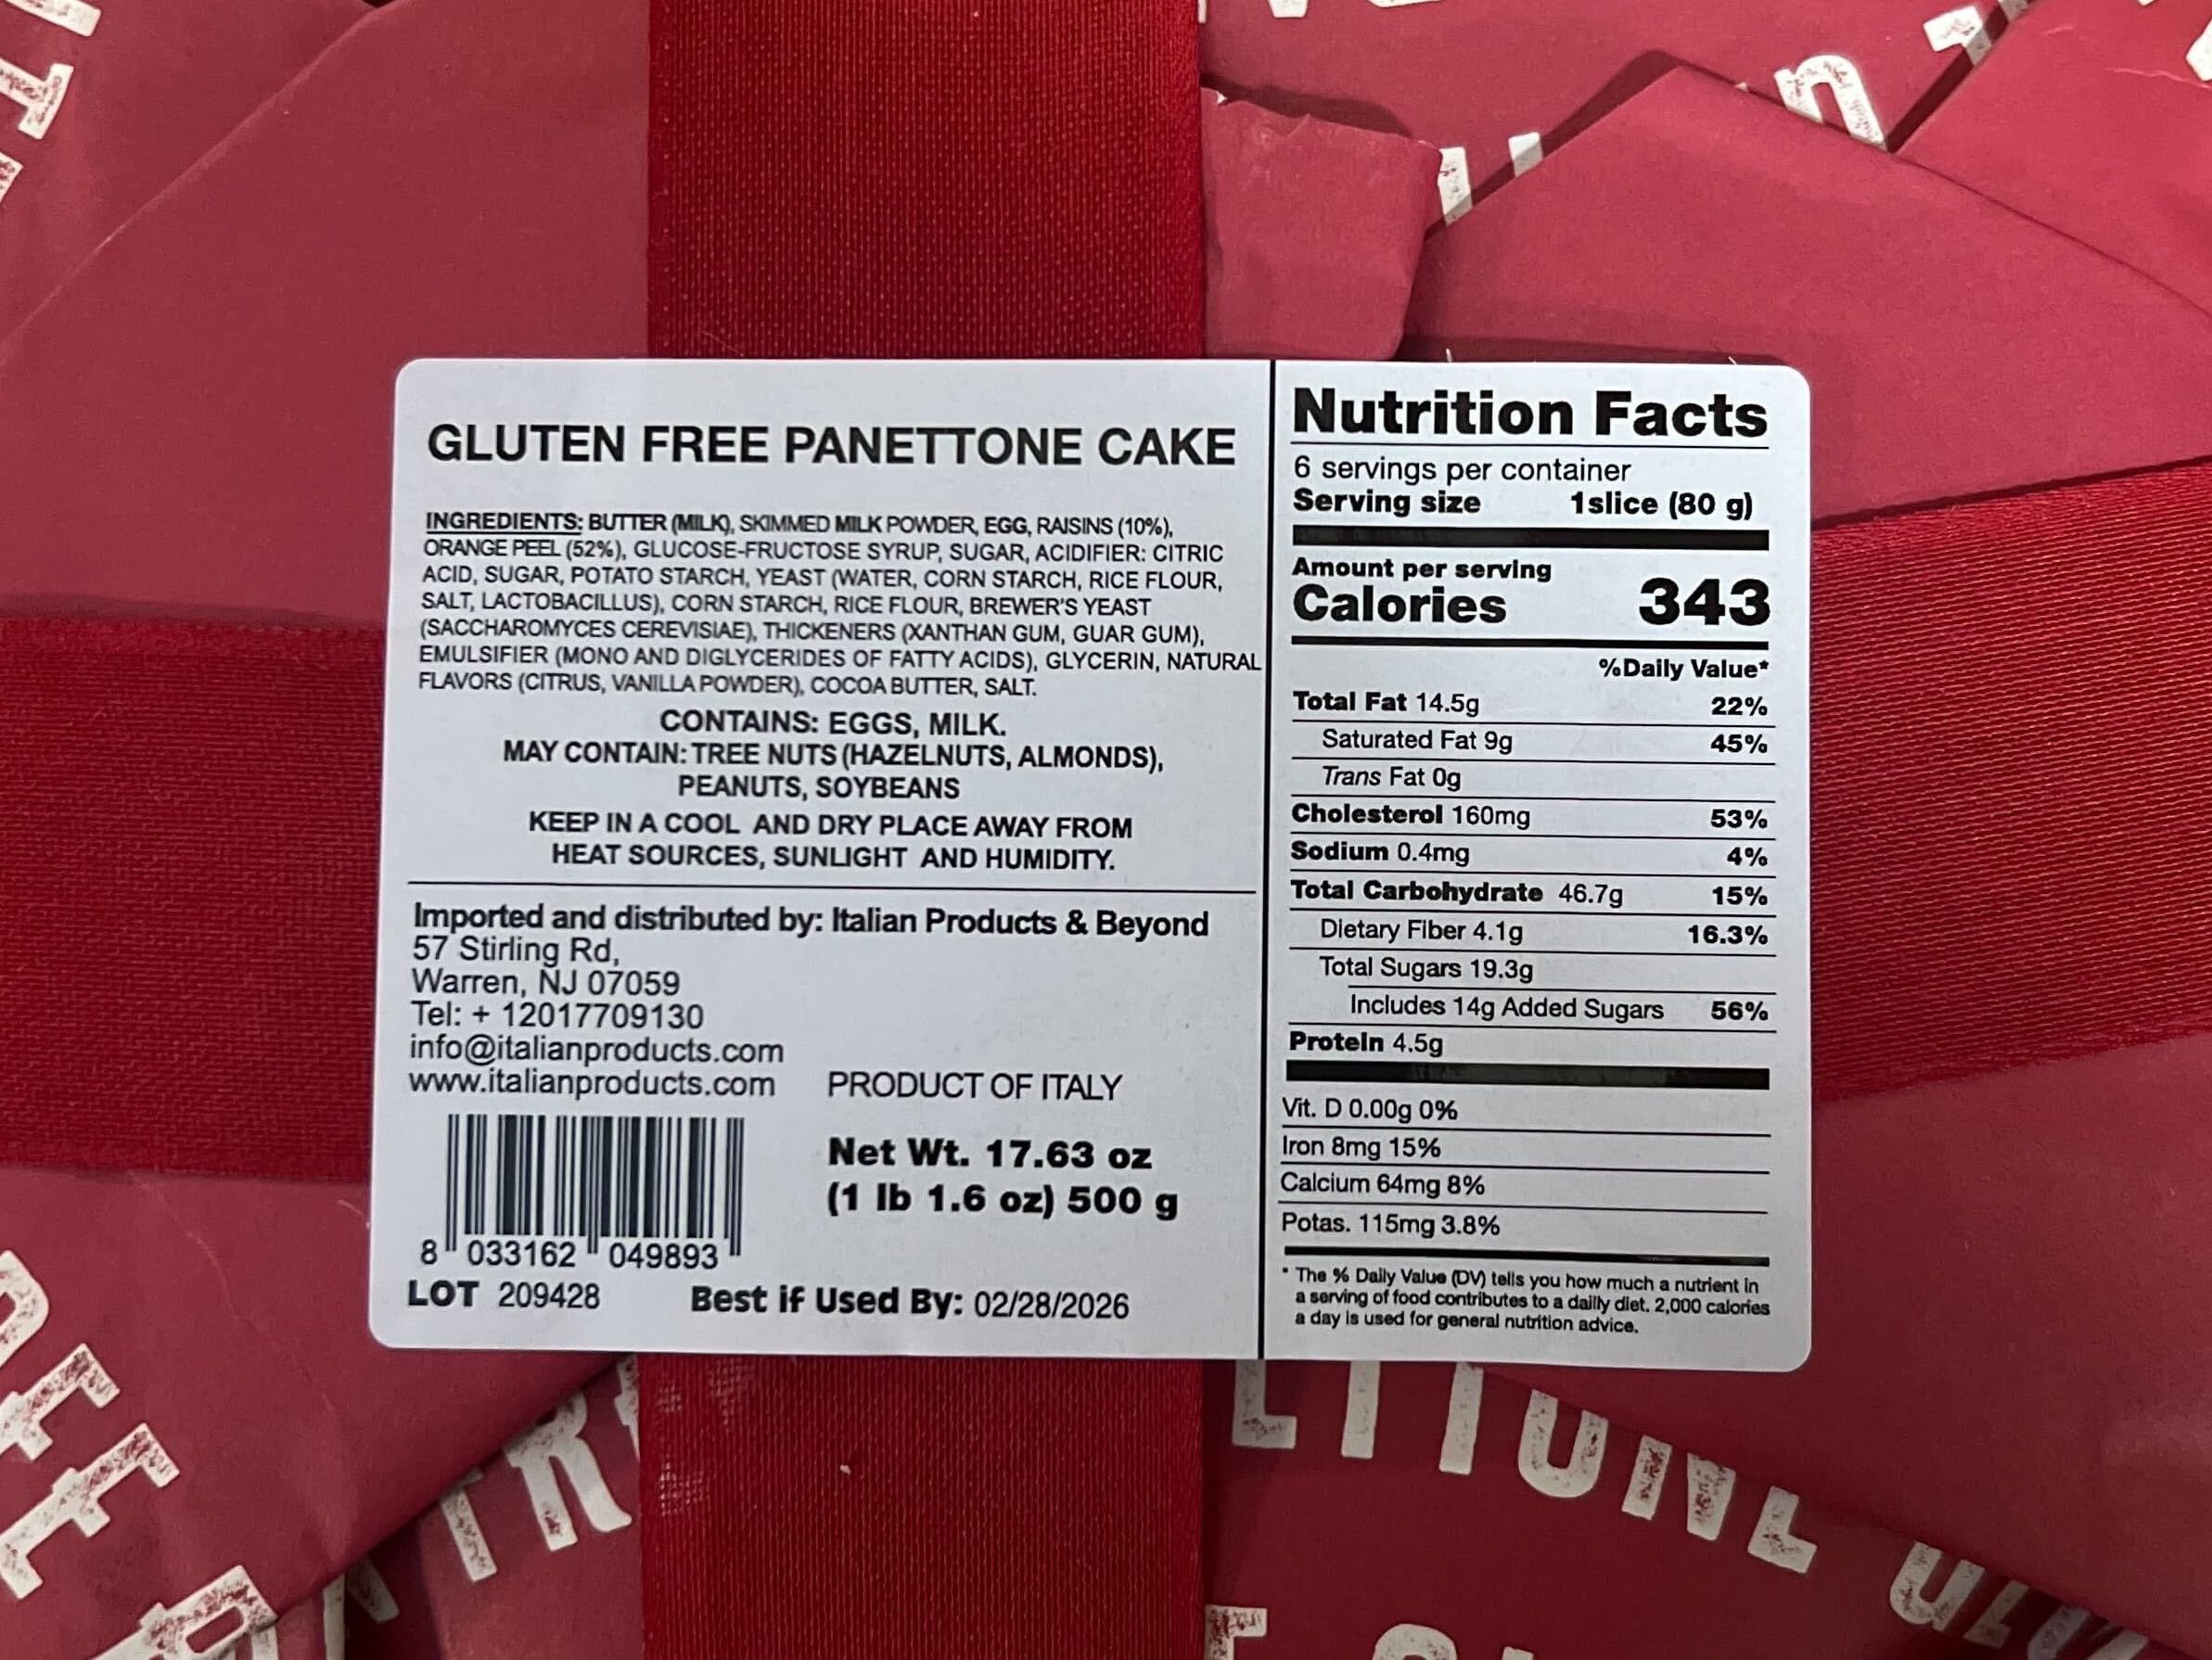 GLUTEN FREE PANETTONE CAKE
INGREDIENTS: BUTTER (MILK), SKIMMED MILK POWDER, EGG, RAISINS (10%),
ORANGE PEEL (52%), GLUCOSE-FRUCTOSE SYRUP, SUGAR, ACIDIFIER: CITRIC
ACID, SUGAR, POTATO STARCH, YEAST (WATER, CORN STARCH, RICE FLOUR,
SALT, LACTOBACILLUS), CORN STARCH, RICE FLOUR, BREWER'S YEAST
(SACCHAROMYCES CEREVISIAE), THICKENERS (XANTHAN GUM, GUAR GUM),
EMULSIFIER (MONO AND DIGLYCERIDES OF FATTY ACIDS), GLYCERIN, NATURAL
FLAVORS (CITRUS, VANILLA POWDER), COCOA BUTTER, SALT.
CONTAINS: EGGS, MILK.
MAY CONTAIN: TREE NUTS (HAZELNUTS, ALMONDS),
PEANUTS, SOYBEANS
KEEP IN A COOL AND DRY PLACE AWAY FROM
HEAT SOURCES, SUNLIGHT AND HUMIDITY.
Imported and distributed by: Italian Products & Beyond
57 Stirling Rd,
Warren, NJ 07059
Tel: + 12017709130
info@italianproducts.com
www.italianproducts.com
PRODUCT OF ITALY
Net Wt. 17.63 oz
(1 lb 1.6 oz) 500 g
8 033162 049893
LOT 209428 Best if Used By: 02/28/2026
Nutrition Facts
6 servings per container
Serving size 1slice (80 g)
Amount per serving
Calories 343
%Daily Value*
Total Fat 14.5g 22%
Saturated Fat 9g 45%
Trans Fat 0g
Cholesterol 160mg 53%
Sodium 0.4mg 4%
Total Carbohydrate 46.7g 15%
Dietary Fiber 4.1g 16.3%
Total Sugars 19.3g
Includes 14g Added Sugars 56%
Protein 4.5g
Vit. D 0.00g 0%
Iron 8mg 15%
Calcium 64mg 8%
Potas. 115mg 3.8%
* The % Daily Value (DV) tells you how much a nutrient in
a serving of food contributes to a dailly diet. 2,000 calories
a day is used for general nutrition advice.